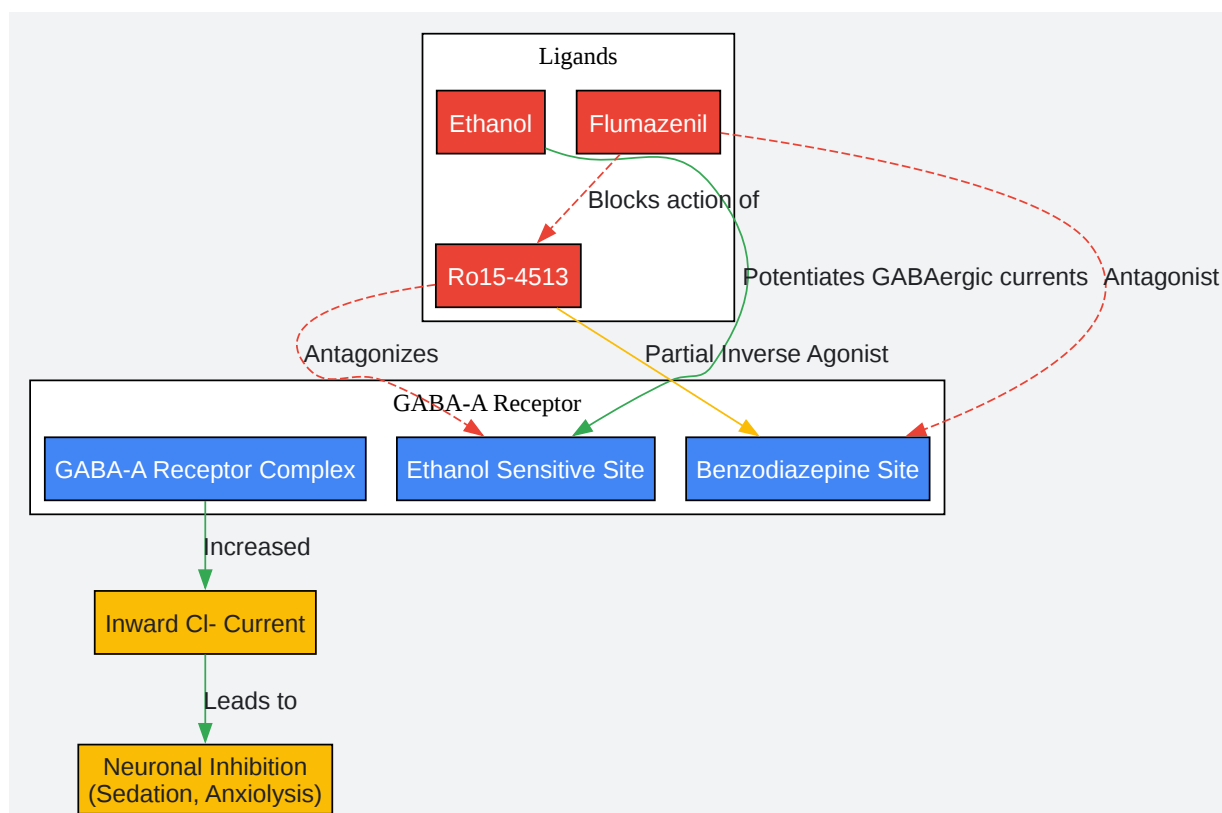 Ligands
Ethanol
Flumazenil
Blocks action of
Ro15-4513
Potentiates GABAergic currents
Antagonist
Antagonizes
Partial Inverse Agonist
GABA-A Receptor
GABA-A Receptor Complex
Ethanol Sensitive Site
Benzodiazepine Site
Increased
Inward Cl- Current
Leads to
Neuronal Inhibition
(Sedation, Anxiolysis)